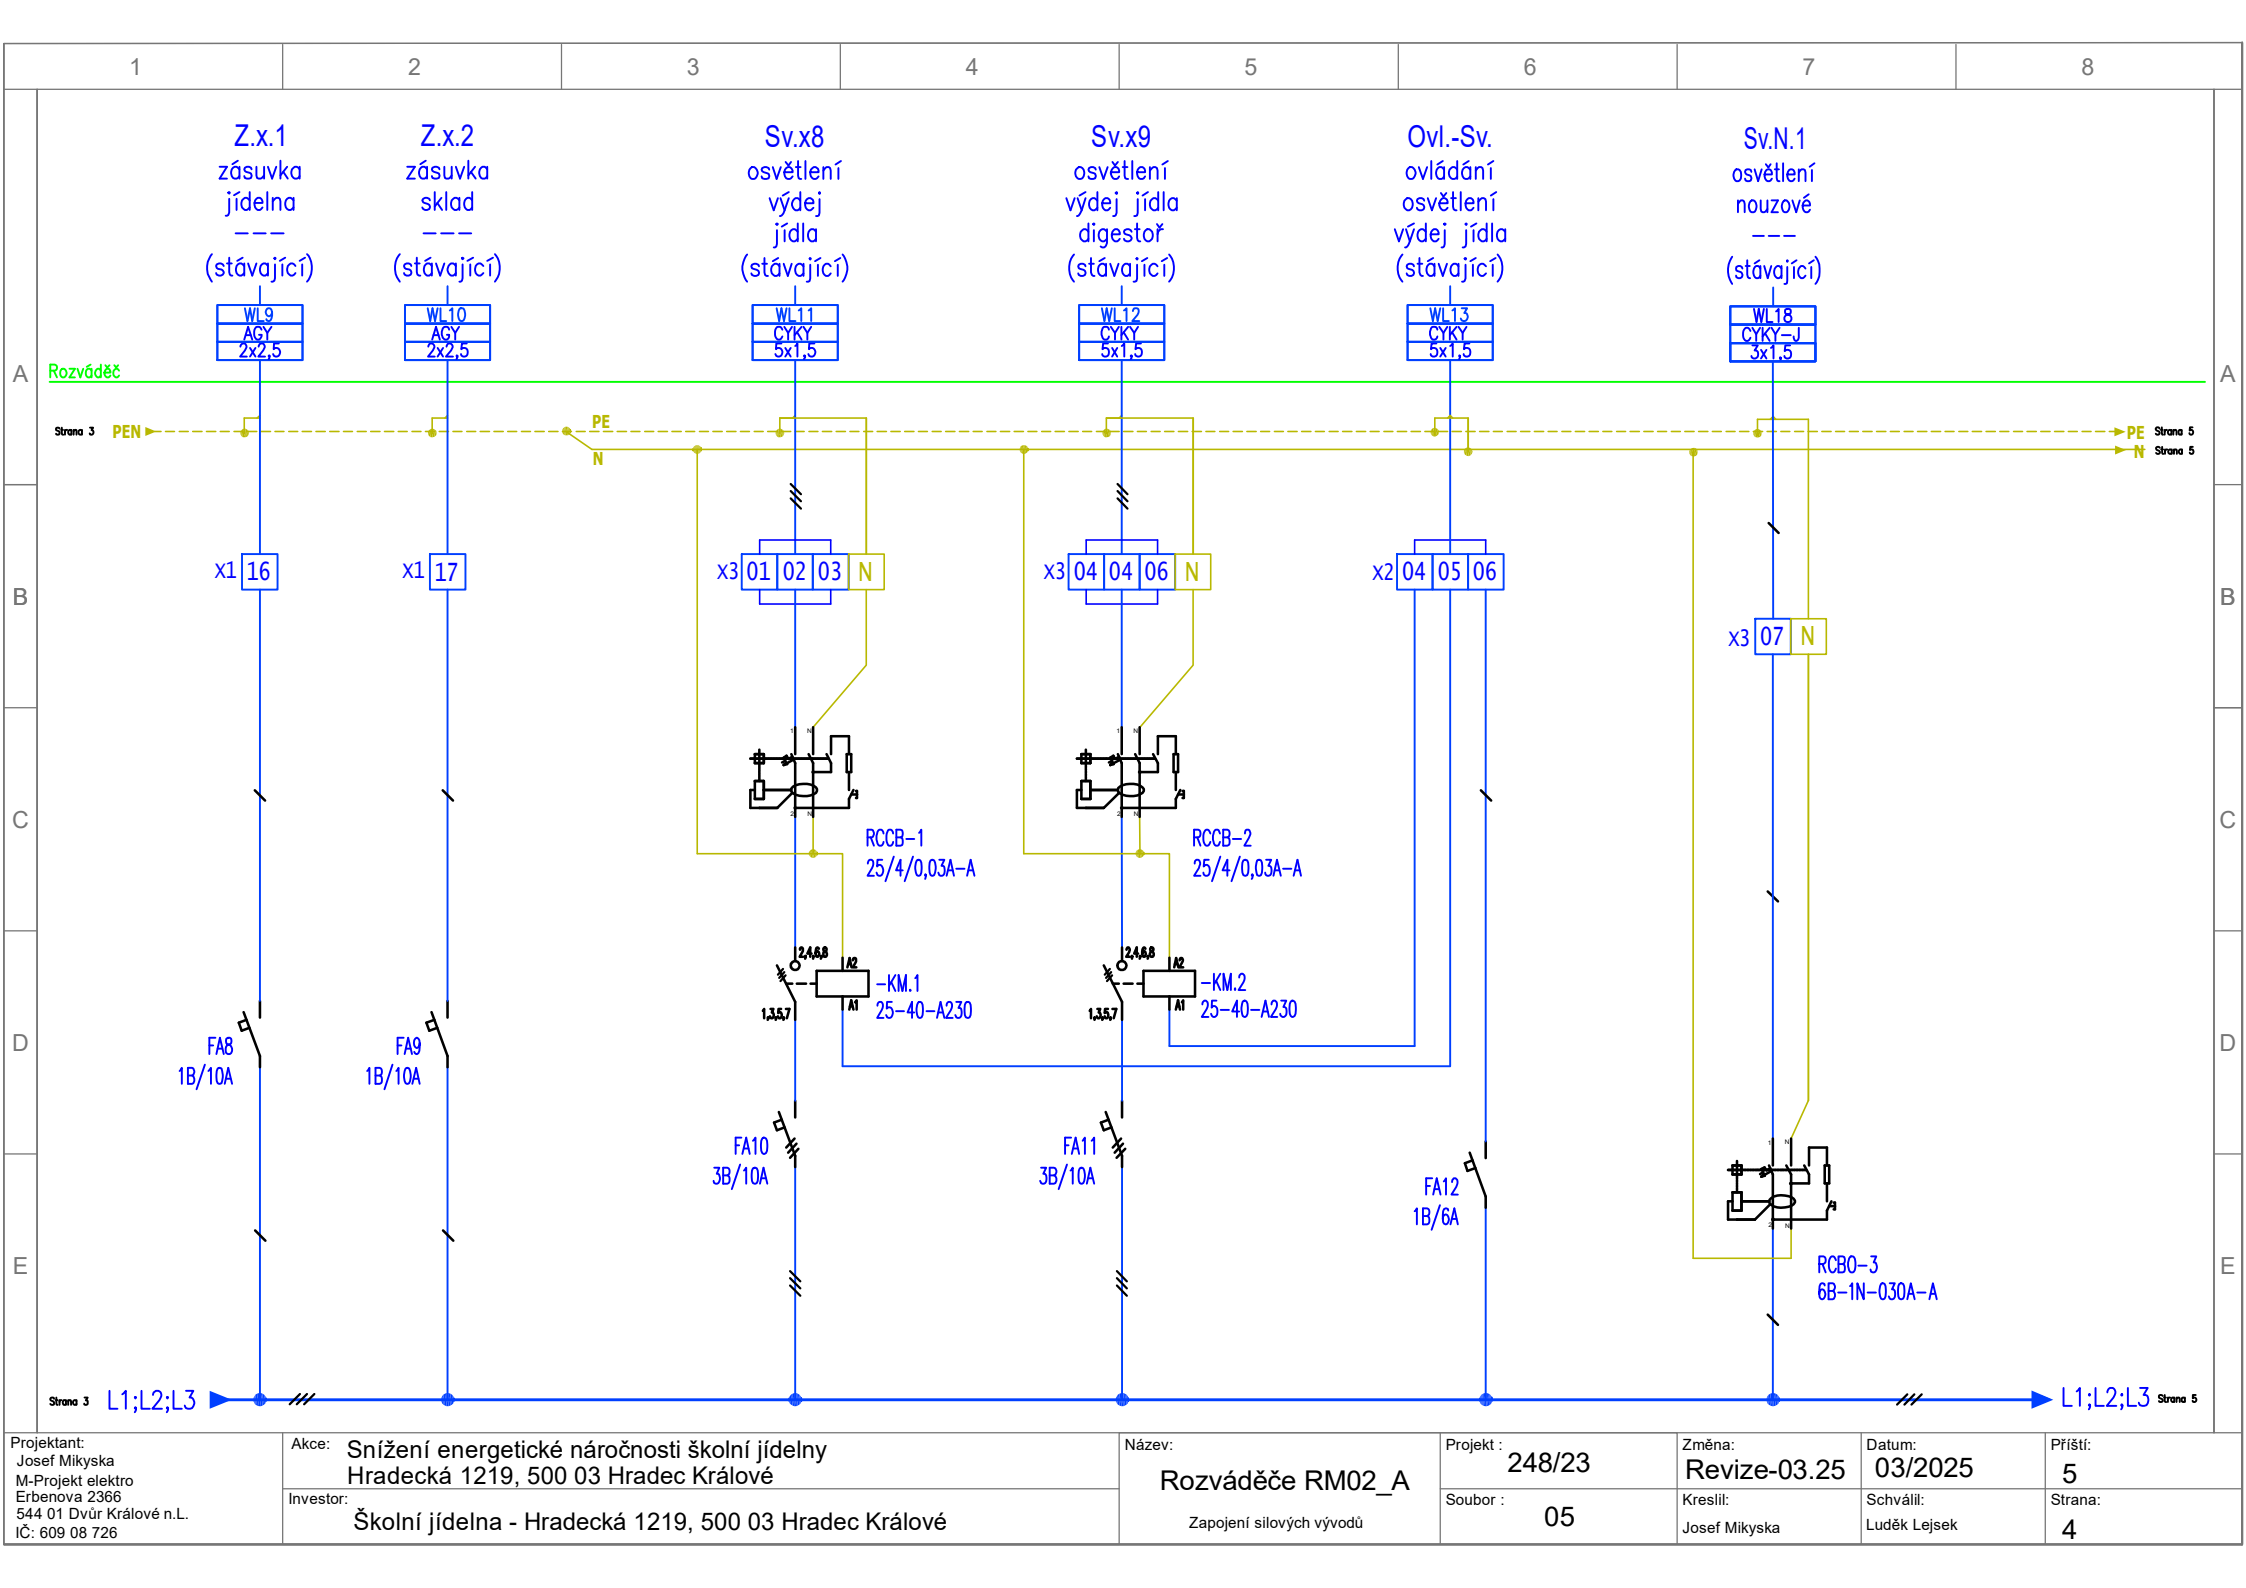 1 2 3 4 5 6 7 8
Z.x.1
zásuvka
jídelna
---
(stávající)
WL9
AGY
2x2,5
Z.x.2
zásuvka
sklad
---
(stávající)
WL10
AGY
2x2,5
Sv.x8
osvětlení
výdej
jídla
(stávající)
WL11
CYKY
5x1,5
Sv.x9
osvětlení
výdej jídla
digestoř
(stávající)
WL12
CYKY
5x1,5
Ovl.-Sv.
ovládání
osvětlení
výdej jídla
(stávající)
WL13
CYKY
5x1,5
Sv.N.1
osvětlení
nouzové
---
(stávající)
WL18
CYKY-J
3x1,5
A Rozváděč A
Strana 3 PEN PE PE Strana 5
N N Strana 5
B X1 16 X1 17 X3 01 02 03 N X3 04 04 06 N X2 04 05 06 B
X3 07 N
1 N 1 N
C C
2 N 2 N
RCCB-1 RCCB-2
25/4/0,03A-A 25/4/0,03A-A
2,4,6,8 A2 2,4,6,8 A2
-KM.1 -KM.2
25-40-A230 25-40-A230
1,3,5,7 A1 1,3,5,7 A1
D FA8 FA9 D
1B/10A 1B/10A
FA10 FA11
3B/10A 3B/10A
1 N
FA12
1B/6A
2 N
E RCBO-3 E
6B-1N-030A-A
Strana 3 L1;L2;L3 L1;L2;L3 Strana 5
Projektant:
Josef Mikyska
M-Projekt elektro
Erbenova 2366
544 01 Dvůr Králové n.L.
IČ: 609 08 726
Akce: Snížení energetické náročnosti školní jídelny
Hradecká 1219, 500 03 Hradec Králové
Investor:
Školní jídelna - Hradecká 1219, 500 03 Hradec Králové
Název:
Rozváděče RM02_A
Zapojení silových vývodů
Projekt :
248/23
Soubor :
05
Změna:
Revize-03.25
Kreslil:
Josef Mikyska
Datum:
03/2025
Schválil:
Luděk Lejsek
Příští:
5
Strana:
4